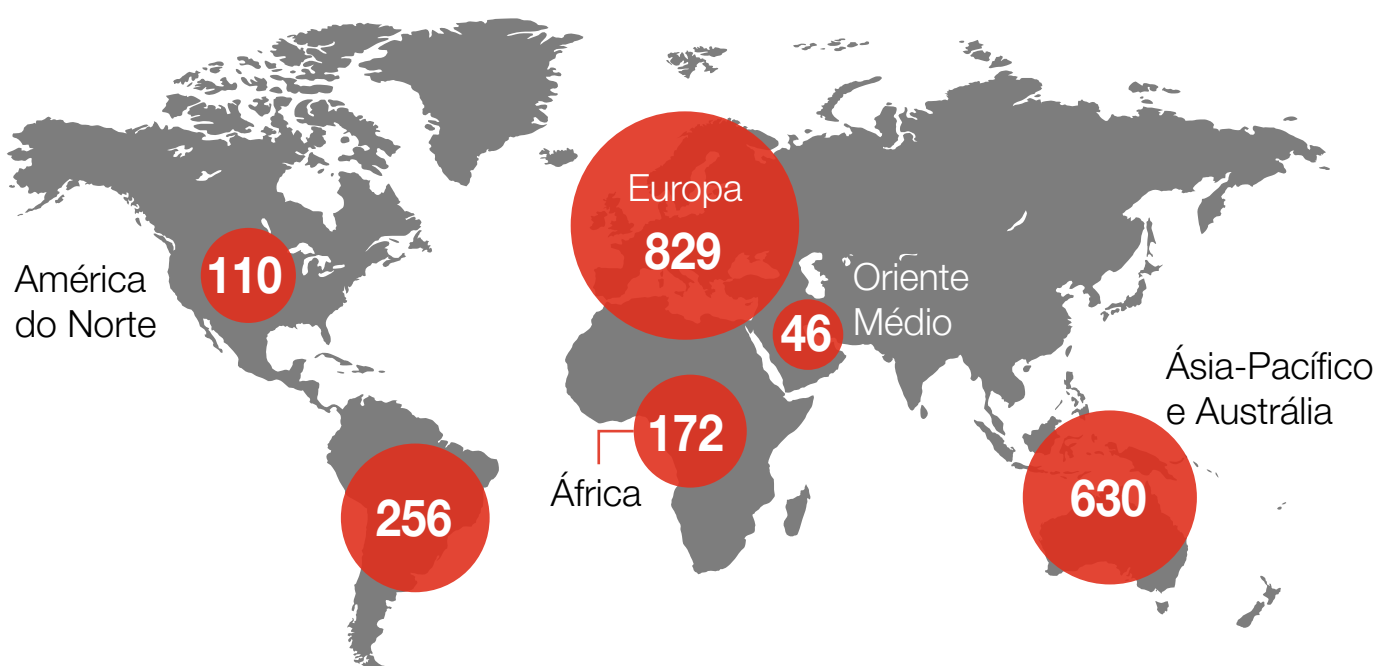 Europa
829
América
do Norte
110
Oriente
Médio
46
Ásia-Pacífico
e Austrália
630
África
172
256